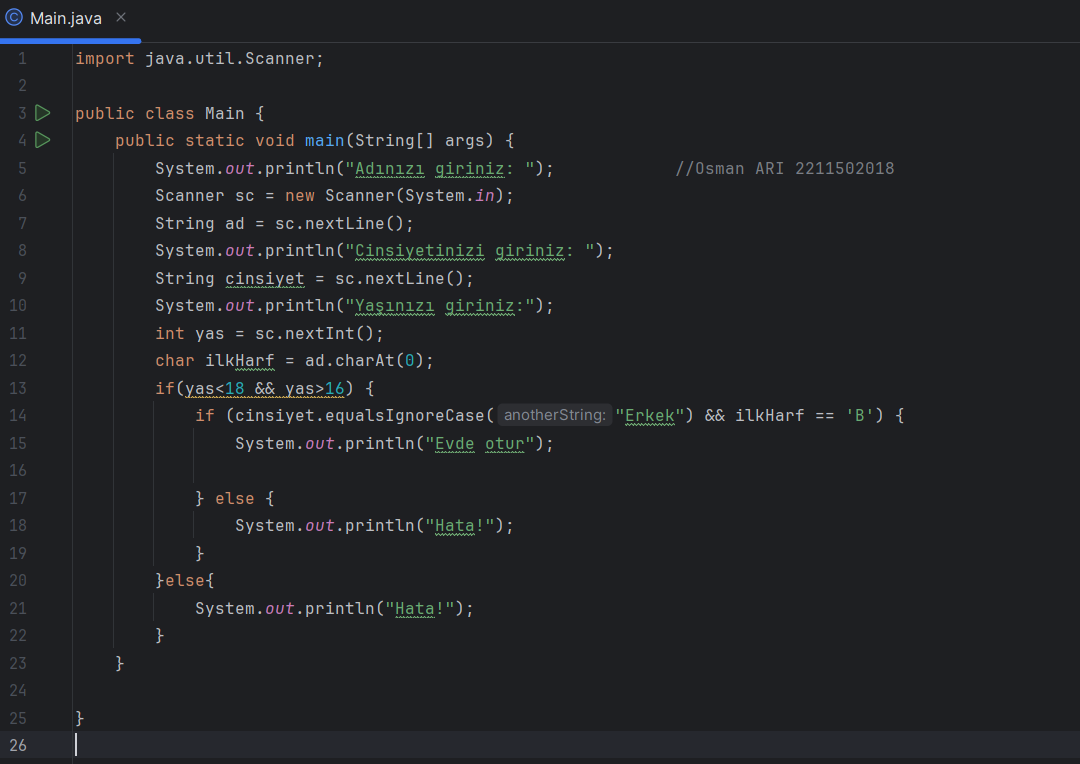 Main.java
1 import java.util.Scanner;
2
3 public class Main {
4     public static void main(String[] args) {
5         System.out.println("Adınızı giriniz: ");            //Osman ARI 2211502018
6         Scanner sc = new Scanner(System.in);
7         String ad = sc.nextLine();
8         System.out.println("Cinsiyetinizi giriniz: ");
9         String cinsiyet = sc.nextLine();
10         System.out.println("Yaşınızı giriniz:");
11         int yas = sc.nextInt();
12         char ilkHarf = ad.charAt(0);
13         if(yas<18 && yas>16) {
14             if (cinsiyet.equalsIgnoreCase( anotherString: "Erkek") && ilkHarf == 'B') {
15                 System.out.println("Evde otur");
16
17             } else {
18                 System.out.println("Hata!");
19             }
20         }else{
21             System.out.println("Hata!");
22         }
23     }
24
25 }
26